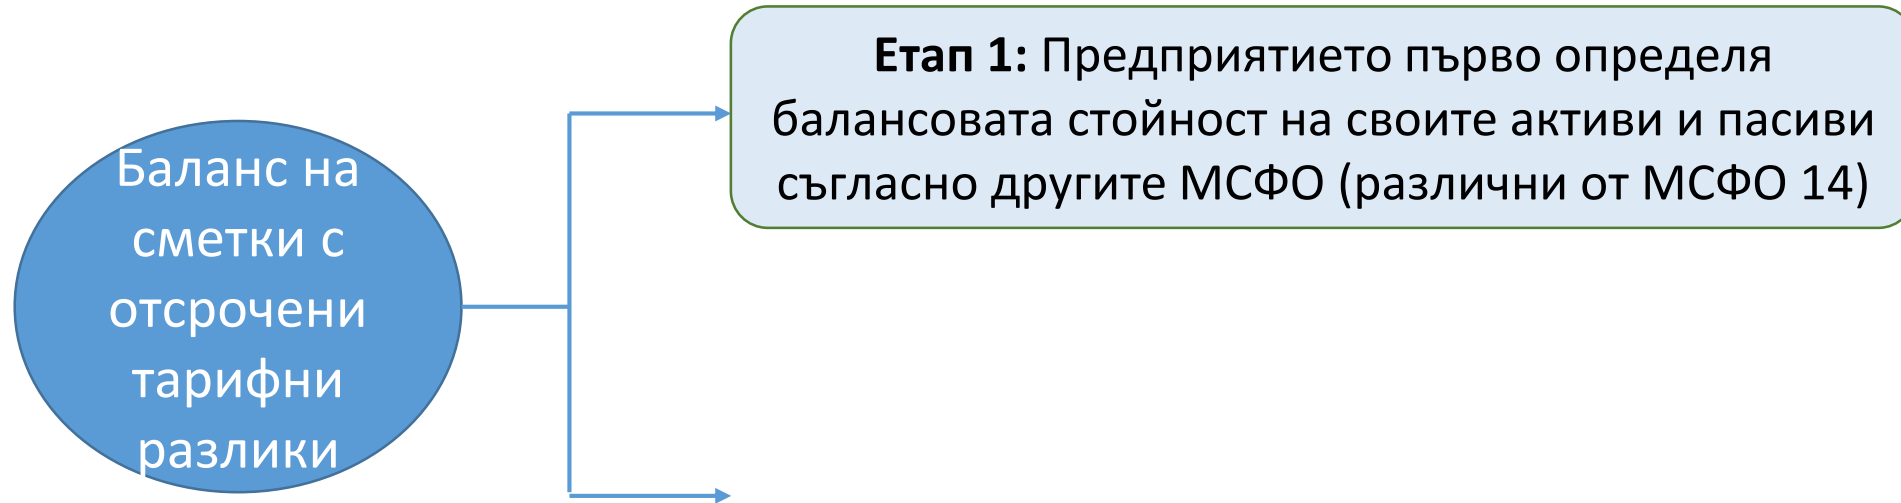 Баланс на
сметки с
отсрочени
тарифни
разлики
Етап 1: Предприятието първо определя
балансовата стойност на своите активи и пасиви
съгласно другите МСФО (различни от МСФО 14)